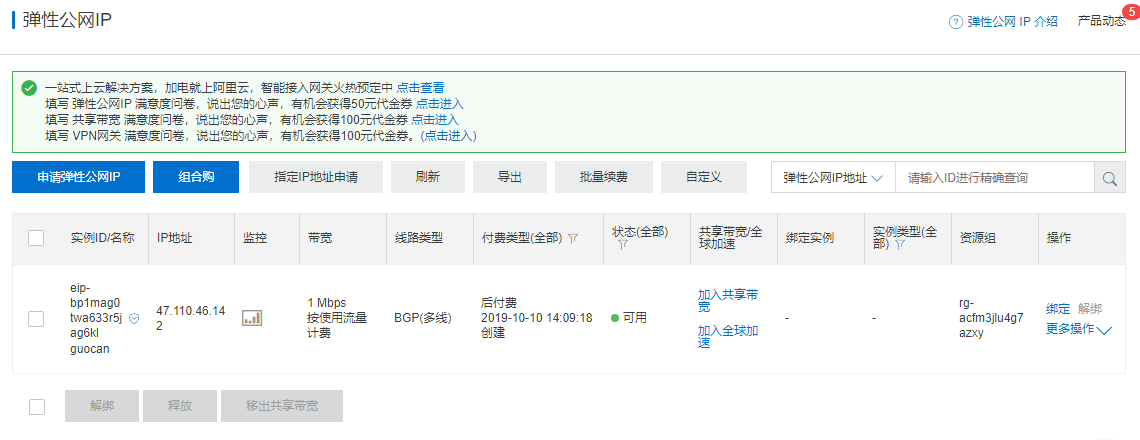 弹性公网IP
弹性公网 IP 介绍
产品动态
5
一站式上云解决方案，加电就上阿里云，智能接入网关火热预定中 点击查看
填写 弹性公网IP 满意度问卷，说出您的心声，有机会获得50元代金券 点击进入
填写 共享带宽 满意度问卷，说出您的心声，有机会获得100元代金券 点击进入
填写 VPN网关 满意度问卷，说出您的心声，有机会获得100元代金券。(点击进入)
申请弹性公网IP 组合购 指定IP地址申请 刷新 导出 批量续费 自定义 弹性公网IP地址 请输入ID进行精确查询
实例ID/名称 IP地址 监控 带宽 线路类型 付费类型(全部) 状态(全部) 共享带宽/全
球加速
绑定实例 实例类型(全
部)
资源组 操作
eip-
bp1mag0
twa633r5j
ag6kl
guocan
47.110.46.14
2
1 Mbps
按使用流量
计费
BGP(多线)
后付费
2019-10-10 14:09:18
创建
可用
加入共享带
宽
加入全球加
速
-
-
rg-
acfm3jlu4g7
azxy
绑定 解绑
更多操作
解绑 释放 移出共享带宽